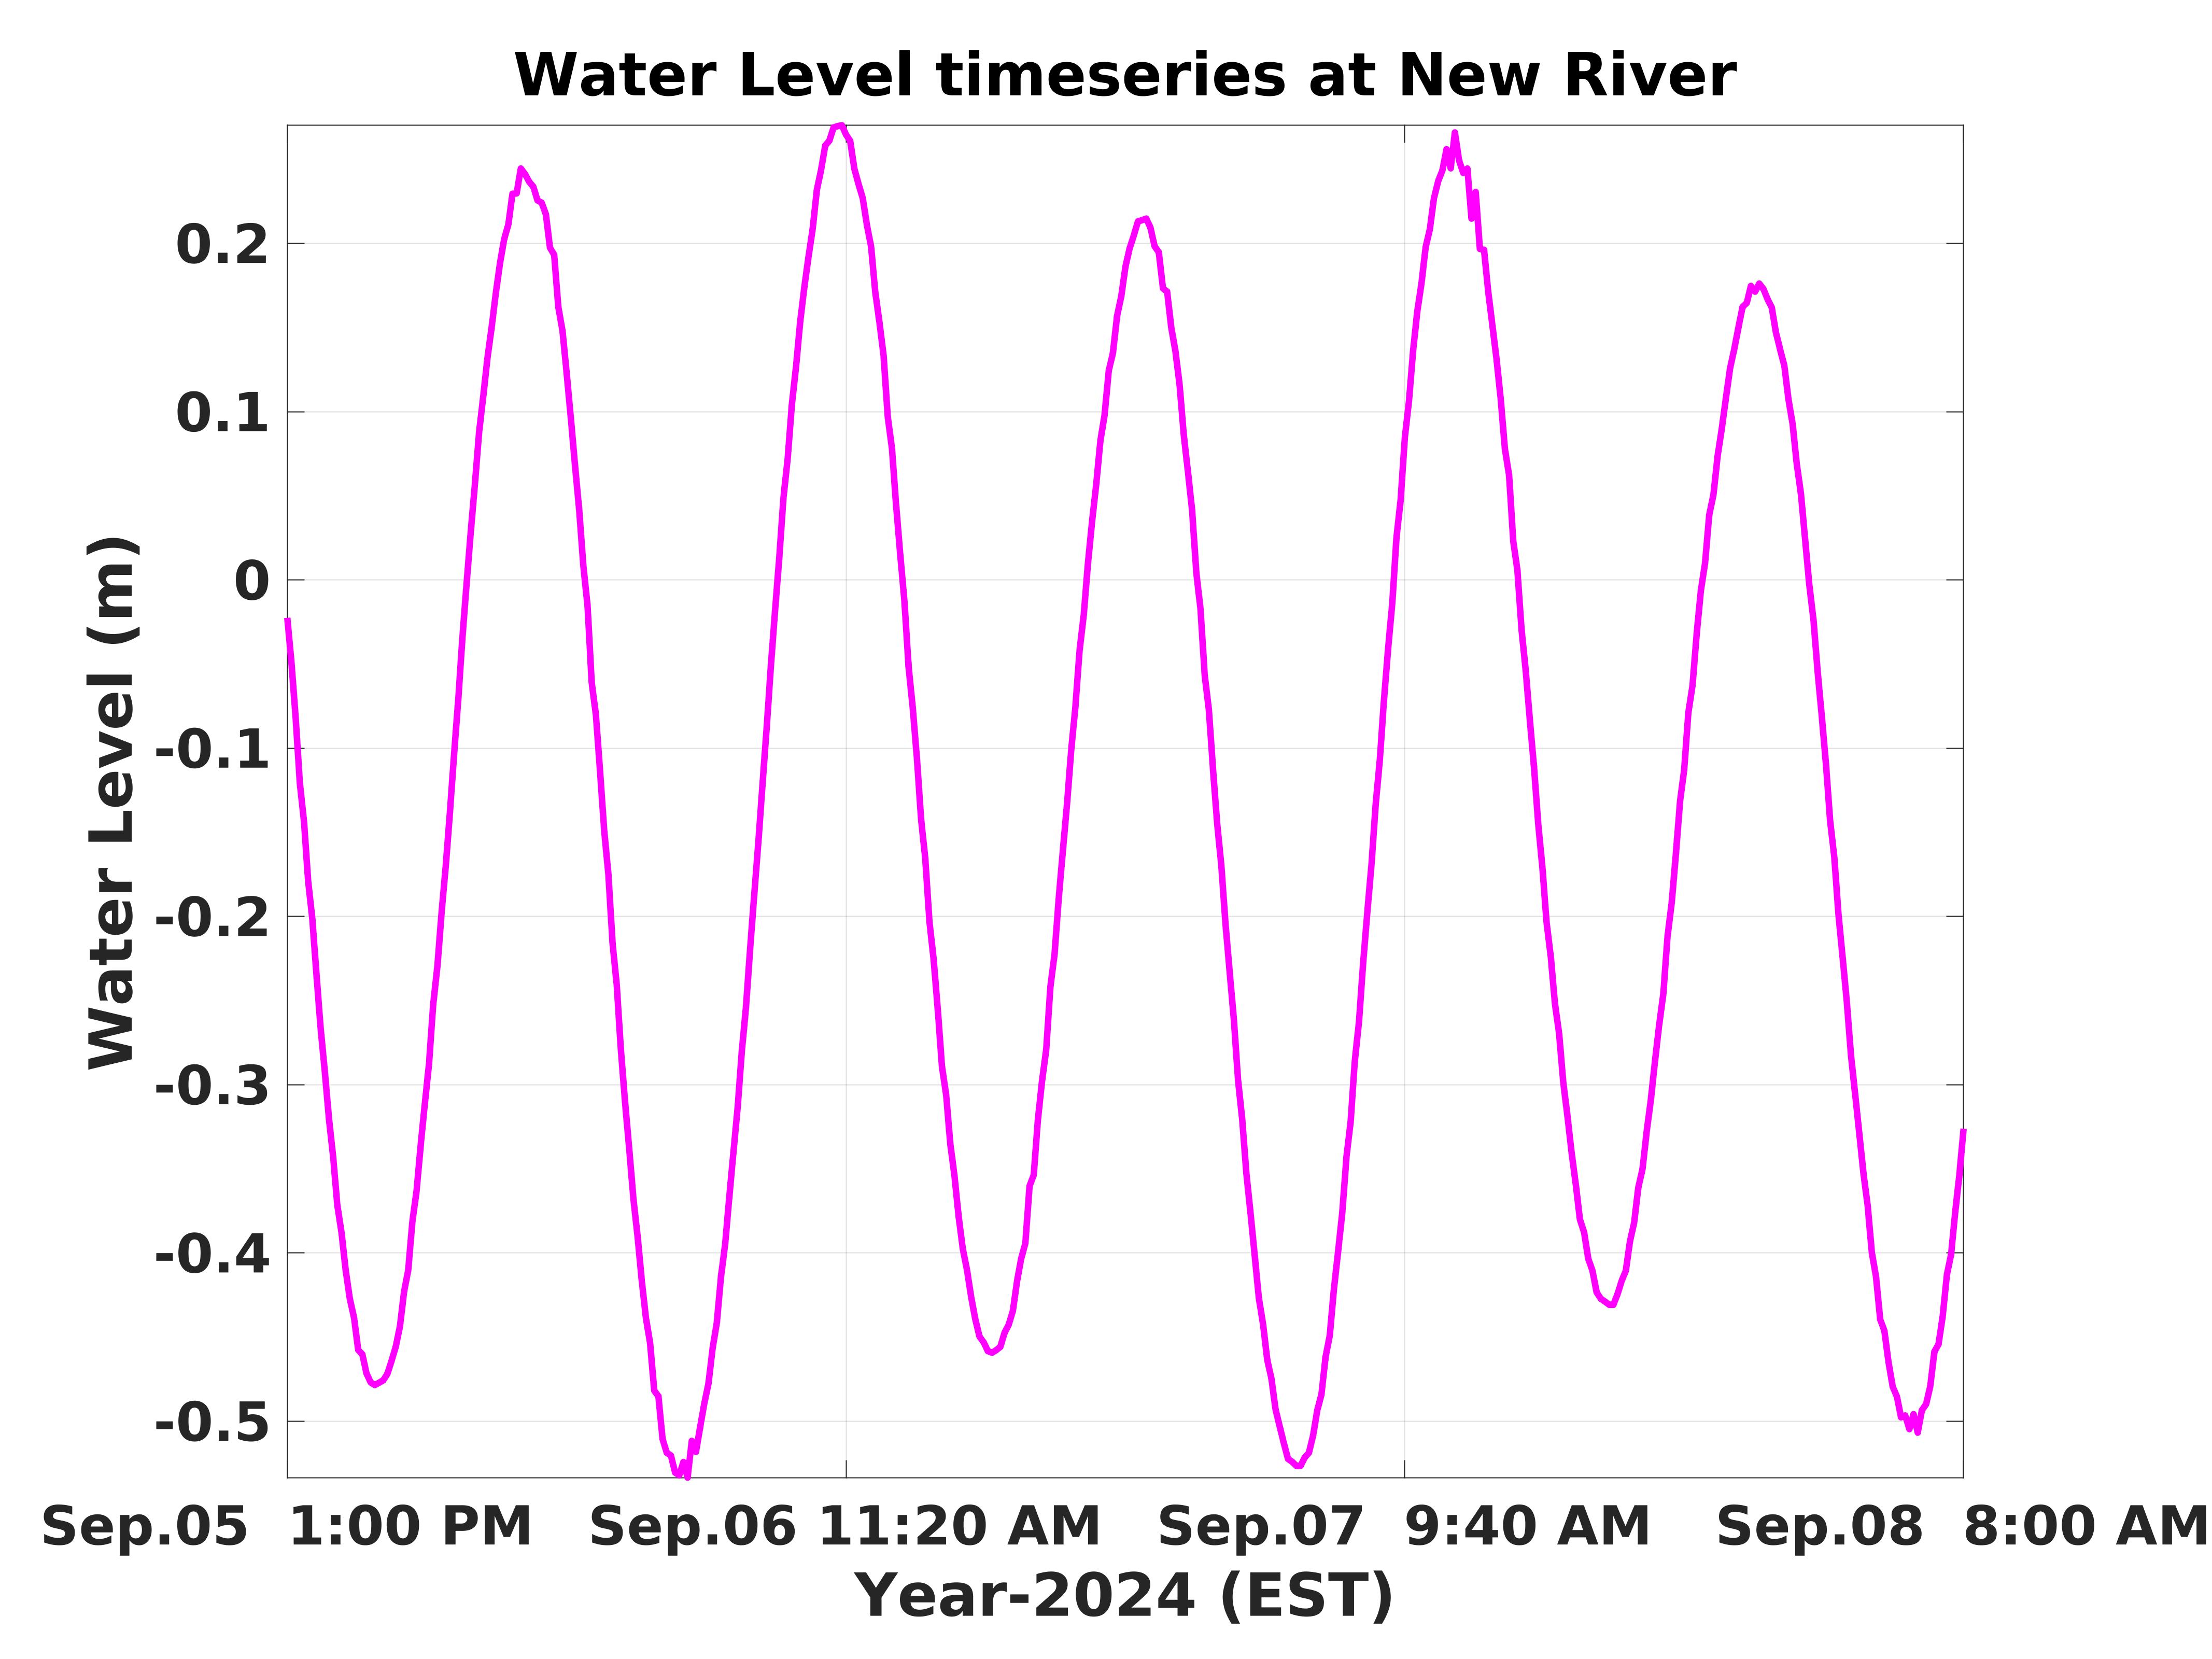 Water Level timeseries at New River
Water Level (m)
0.2
0.1
0
-0.1
-0.2
-0.3
-0.4
-0.5
Sep.05 1:00 PM Sep.06 11:20 AM Sep.07 9:40 AM Sep.08 8:00 AM
Year-2024 (EST)